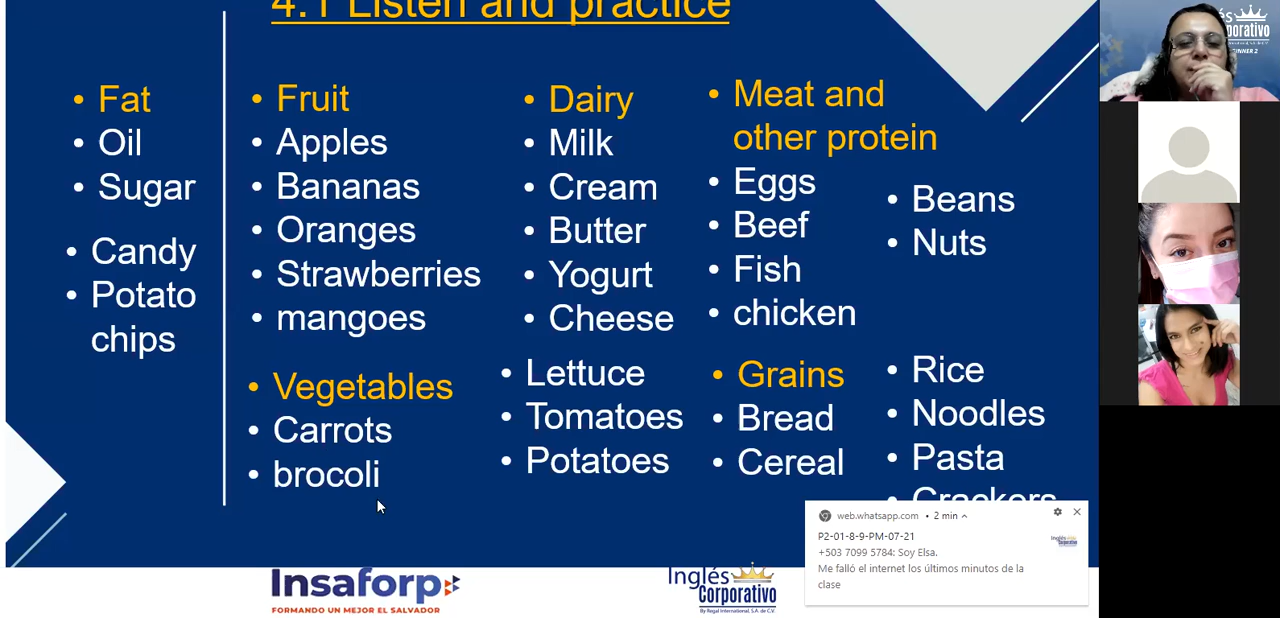 4.1 Listen and practice
Fat
Oil
Sugar
Candy
Potato
chips
Fruit
Apples
Bananas
Oranges
Strawberries
mangoes
Vegetables
Carrots
brocoli
Dairy
Milk
Cream
Butter
Yogurt
Cheese
Lettuce
Tomatoes
Potatoes
Meat and
other protein
Eggs
Beef
Fish
chicken
Beans
Nuts
Grains
Bread
Cereal
Rice
Noodles
Pasta
Crackers
web.whatsapp.com • 2 min
P2-01-8-9-PM-07-21
+503 7099 5784: Soy Elsa.
Me falló el internet los últimos minutos de la
clase
Insaforp
FORMANDO UN MEJOR EL SALVADOR
Inglés
Corporativo
By Regal International, S.A. de C.V.